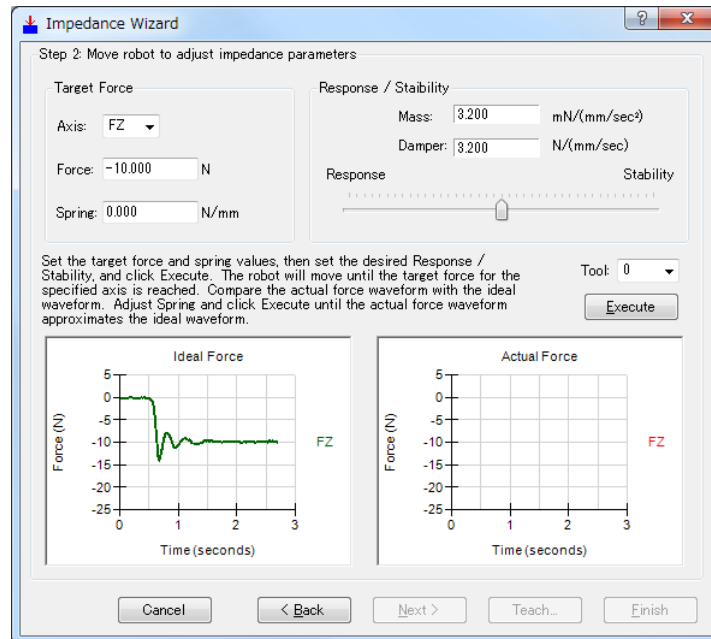 Impedance Wizard
Step 2: Move robot to adjust impedance parameters
Target Force
Axis: FZ
Force: -10.000 N
Spring: 0.000 N/mm
Response / Staibility
Mass: 3.200 mN/(mm/sec²)
Damper: 3.200 N/(mm/sec)
Response Stability
Set the target force and spring values, then set the desired Response /
Stability, and click Execute. The robot will move until the target force for the
specified axis is reached. Compare the actual force waveform with the ideal
waveform. Adjust Spring and click Execute until the actual force waveform
approximates the ideal waveform.
Tool: 0
Execute
Ideal Force
Force (N)
5
0
-5
-10
-15
-20
-25
0 1 2 3
Time (seconds)
FZ
Actual Force
Force (N)
5
0
-5
-10
-15
-20
-25
0 1 2 3
Time (seconds)
FZ
Cancel < Back Next > Teach... Finish